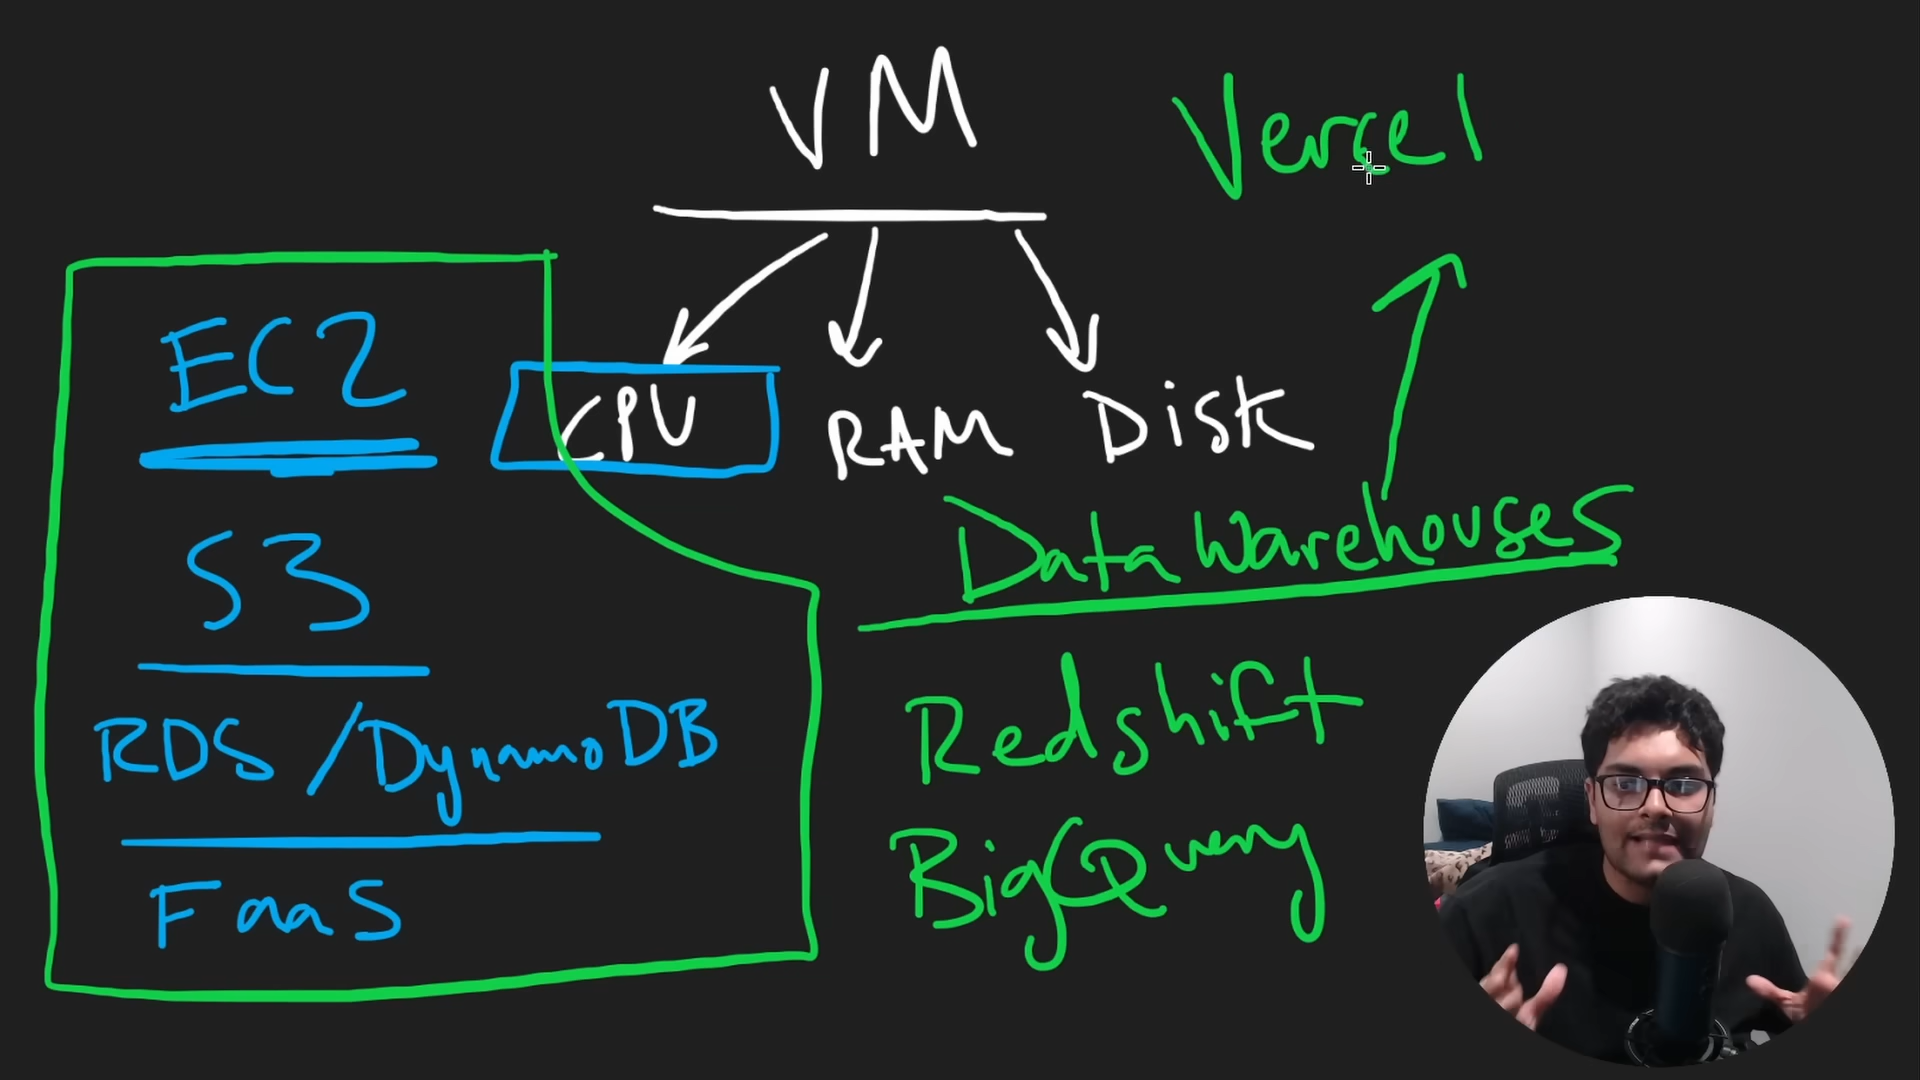 VM
Vercel
EC2
CPU
RAM
Disk
S3
Data Warehouses
RDS / DynamoDB
Redshift
FaaS
BigQuery